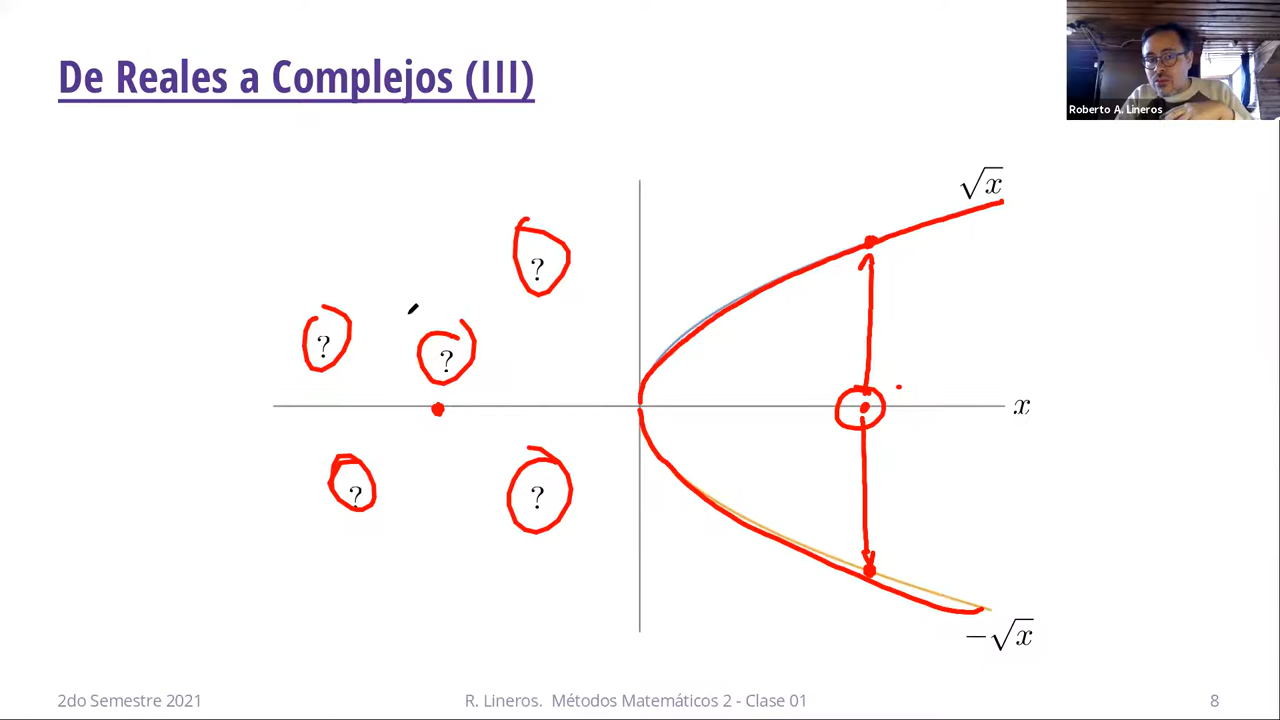 De Reales a Complejos (III)
Roberto A. Lineros
√x
?
?
?
x
?
?
−√x
2do Semestre 2021
R. Lineros. Métodos Matemáticos 2 - Clase 01
8